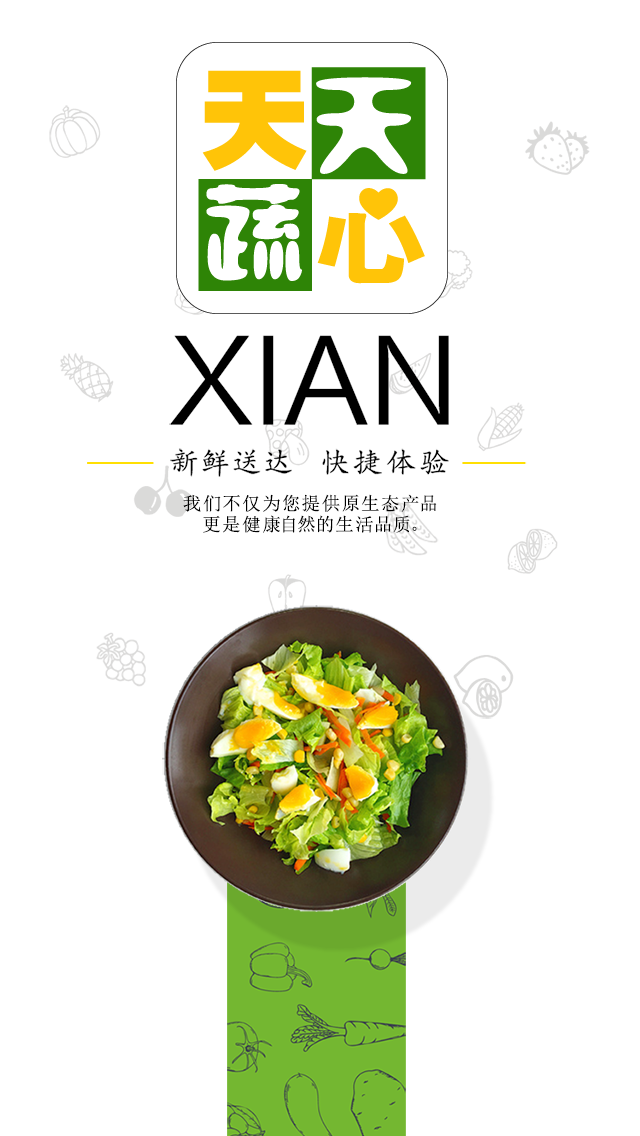 天天
蔬心
XIAN
新鲜送达 快捷体验
我们不仅为您提供原生态产品
更是健康自然的生活品质。